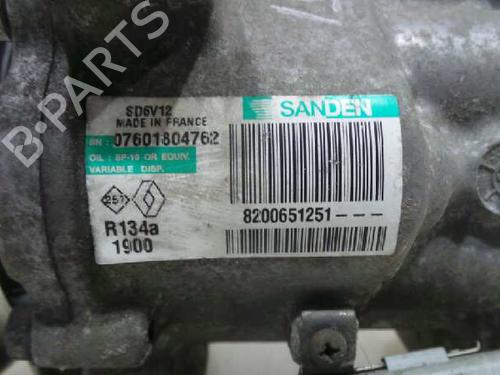 SD6V12
MADE IN FRANCE
SN : 07601804762
OIL : SP-10 OR EQUIV.
VARIABLE DISP.
SANDEN
R134a
1900
8200651251---
B-PARTS